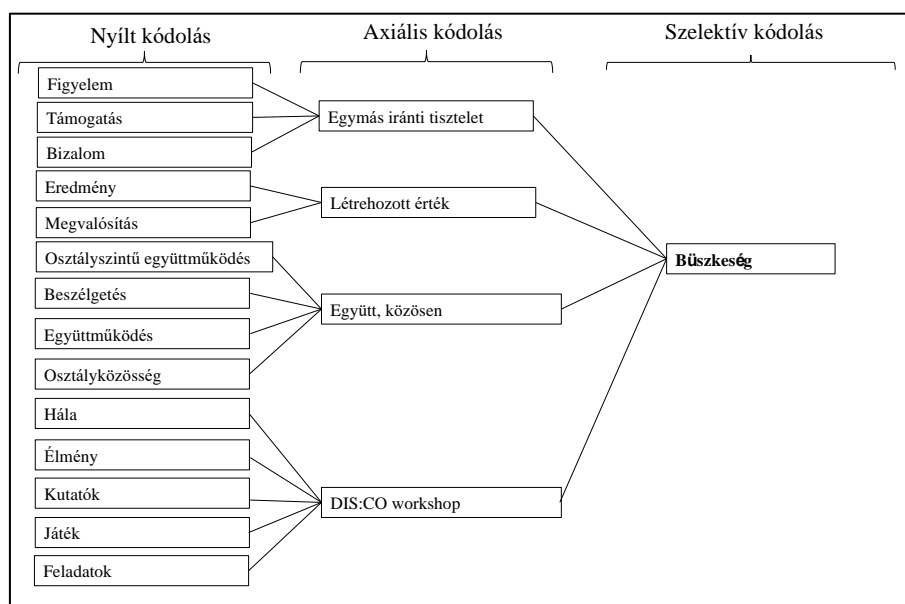 Nyílt kódolás
Axiális kódolás
Szelektív kódolás
Figyelem
Támogatás
Bizalom
Eredmény
Megvalósítás
Osztályszintű együttműködés
Beszélgetés
Együttműködés
Osztályközösség
Hála
Élmény
Kutatók
Játék
Feladatok
Egymás iránti tisztelet
Létrehozott érték
Együtt, közösen
DIS:CO workshop
Büszkeség